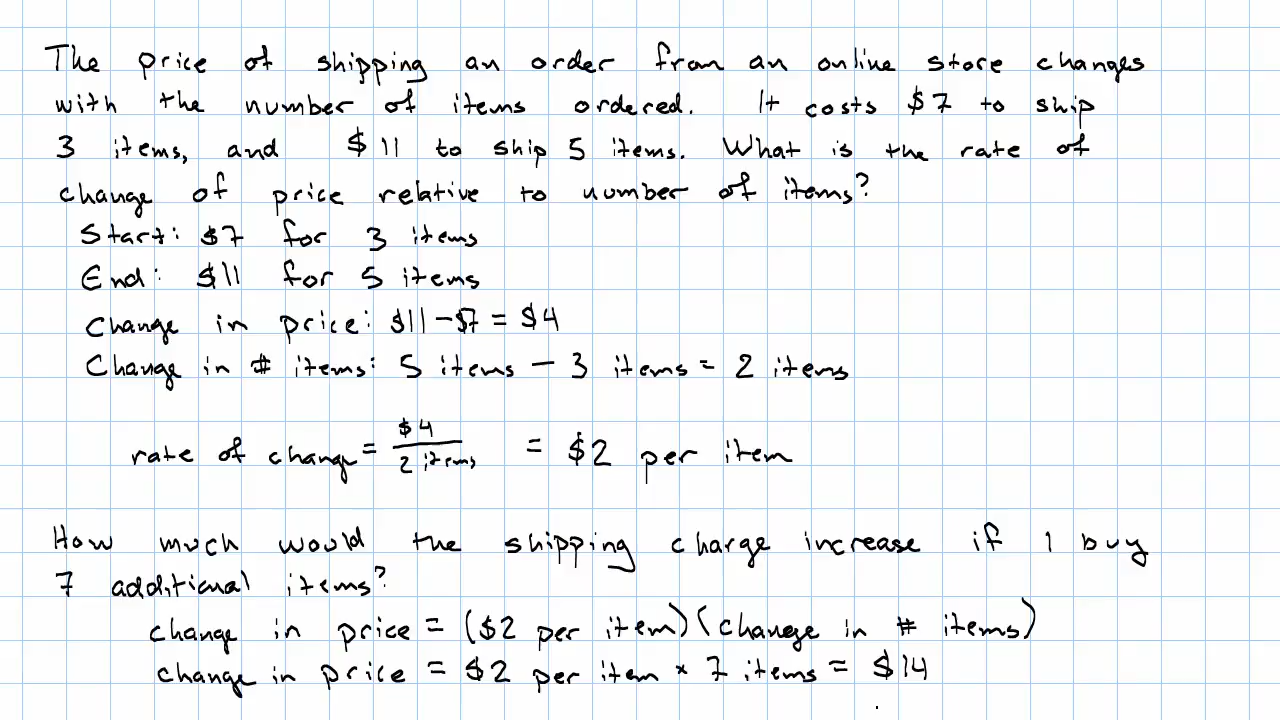 The price of shipping an order from an online store changes
with the number of items ordered. It costs $7 to ship
3 items, and $11 to ship 5 items. What is the rate of
change of price relative to number of items?
Start: $7 for 3 items
End: $11 for 5 items
Change in price: $11 - $7 = $4
Change in # items: 5 items - 3 items = 2 items
rate of change = $4 / 2 items = $2 per item
How much would the shipping charge increase if I buy
7 additional items?
change in price = ($2 per item)(change in # items)
change in price = $2 per item × 7 items = $14